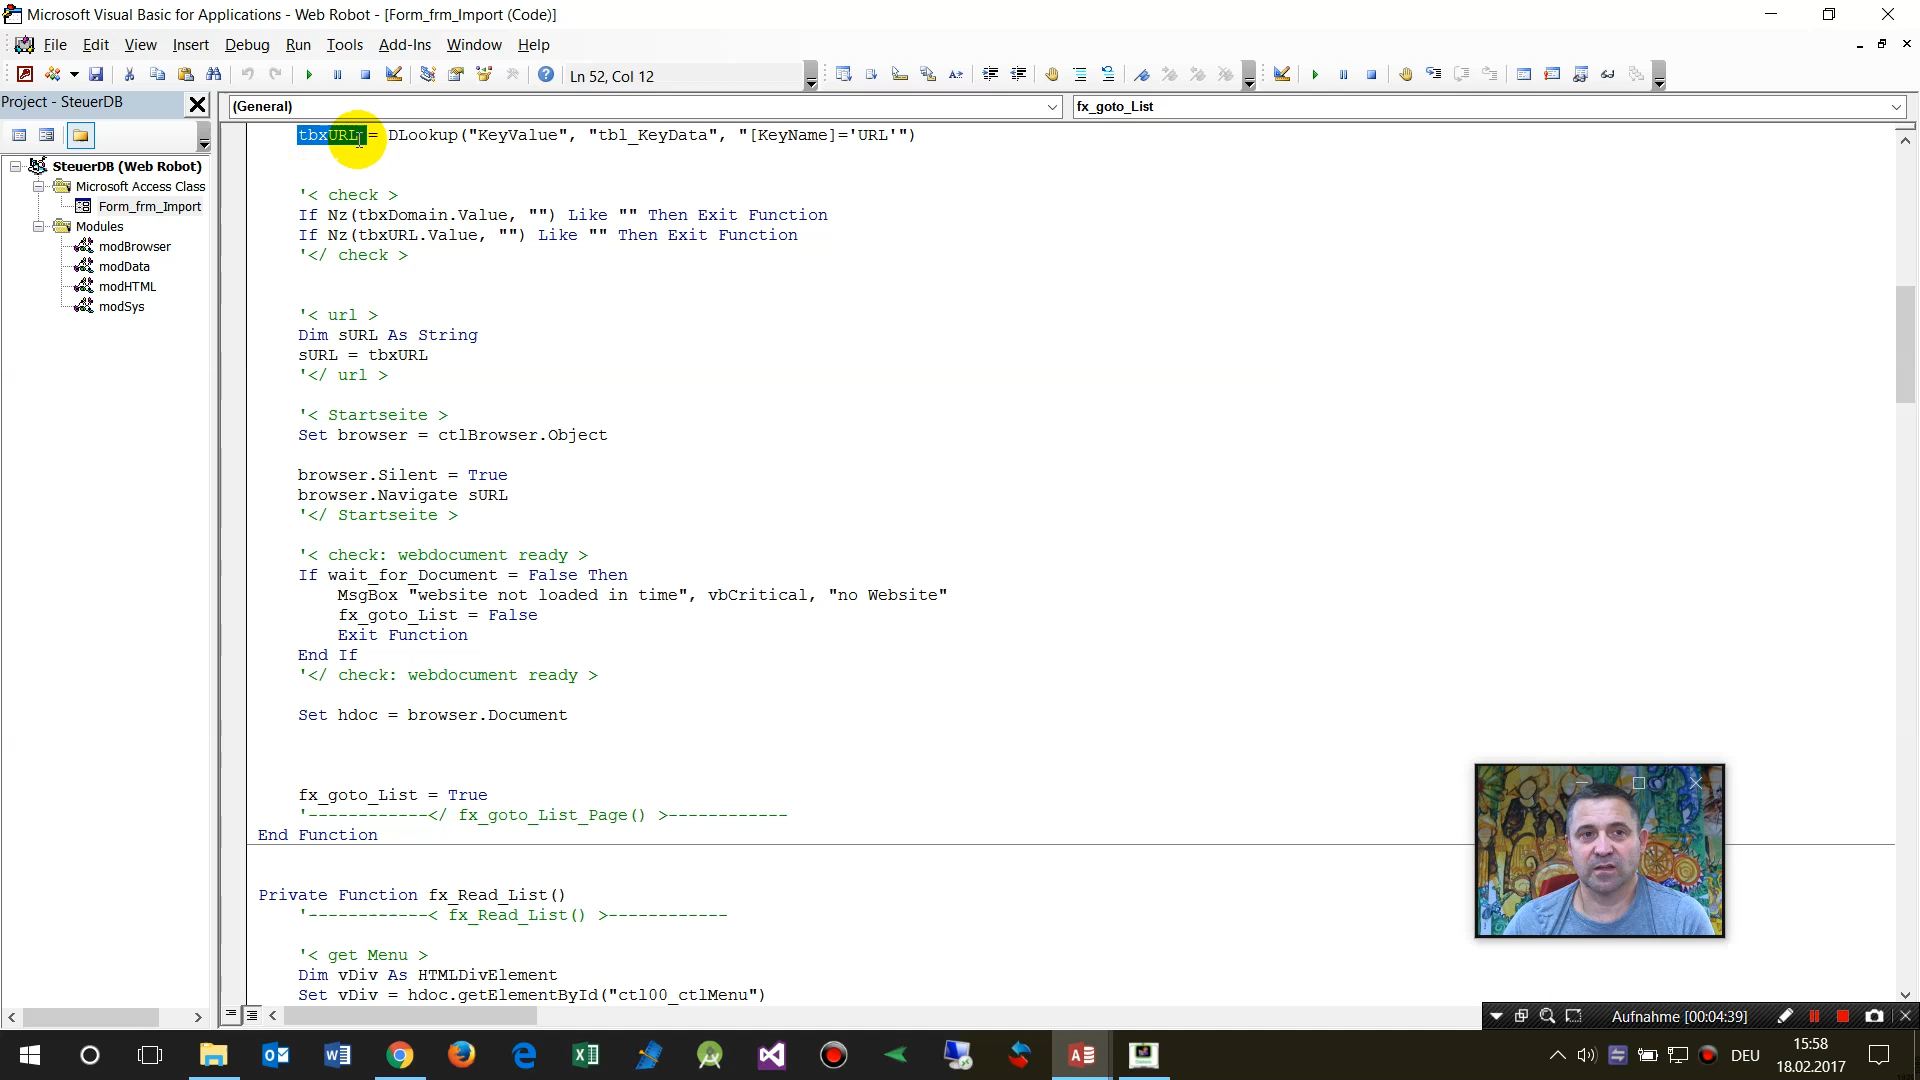 Microsoft Visual Basic for Applications - Web Robot - [Form_frm_Import (Code)]
File Edit View Insert Debug Run Tools Add-Ins Window Help
Ln 52, Col 12
Project - SteuerDB
(General)
fx_goto_List
SteuerDB (Web Robot)
Microsoft Access Class
Form_frm_Import
Modules
modBrowser
modData
modHTML
modSys
tbxURL = DLookup("KeyValue", "tbl_KeyData", "[KeyName]='URL'")
'< check >
If Nz(tbxDomain.Value, "") Like "" Then Exit Function
If Nz(tbxURL.Value, "") Like "" Then Exit Function
'</ check >
'< url >
Dim sURL As String
sURL = tbxURL
'</ url >
'< Startseite >
Set browser = ctlBrowser.Object
browser.Silent = True
browser.Navigate sURL
'</ Startseite >
'< check: webdocument ready >
If wait_for_Document = False Then
MsgBox "website not loaded in time", vbCritical, "no Website"
fx_goto_List = False
Exit Function
End If
'</ check: webdocument ready >
Set hdoc = browser.Document
fx_goto_List = True
'------------</ fx_goto_List_Page() >------------
End Function
Private Function fx_Read_List()
'------------< fx_Read_List() >------------
'< get Menu >
Dim vDiv As HTMLDivElement
Set vDiv = hdoc.getElementById("ctl00_ctlMenu")
Aufnahme [00:04:39]
DEU
15:58
18.02.2017